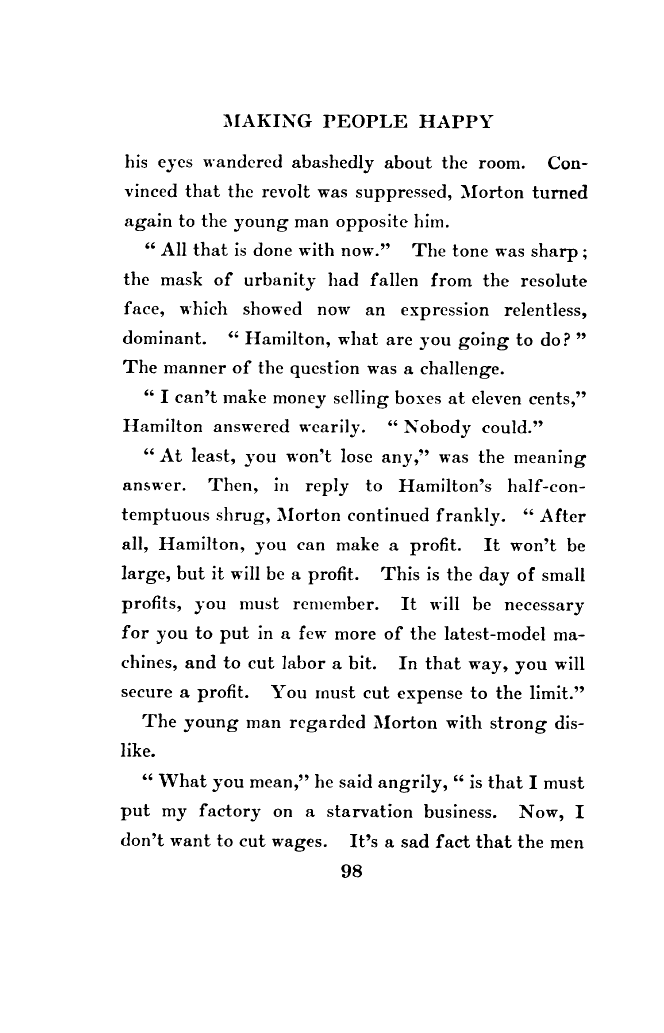 MAKING PEOPLE HAPPY
his eyes wandered abashedly about the room. Con-
vinced that the revolt was suppressed, Morton turned
again to the young man opposite him.
“ All that is done with now.” The tone was sharp ;
the mask of urbanity had fallen from the resolute
face, which showed now an expression relentless,
dominant. “ Hamilton, what are you going to do? ”
The manner of the question was a challenge.
“ I can't make money selling boxes at eleven cents,”
Hamilton answered wearily. “ Nobody could.”
“ At least, you won't lose any,” was the meaning
answer. Then, in reply to Hamilton's half-con-
temptuous shrug, Morton continued frankly. “ After
all, Hamilton, you can make a profit. It won't be
large, but it will be a profit. This is the day of small
profits, you must remember. It will be necessary
for you to put in a few more of the latest-model ma-
chines, and to cut labor a bit. In that way, you will
secure a profit. You must cut expense to the limit.”
The young man regarded Morton with strong dis-
like.
“ What you mean,” he said angrily, “ is that I must
put my factory on a starvation business. Now, I
don't want to cut wages. It's a sad fact that the men
98